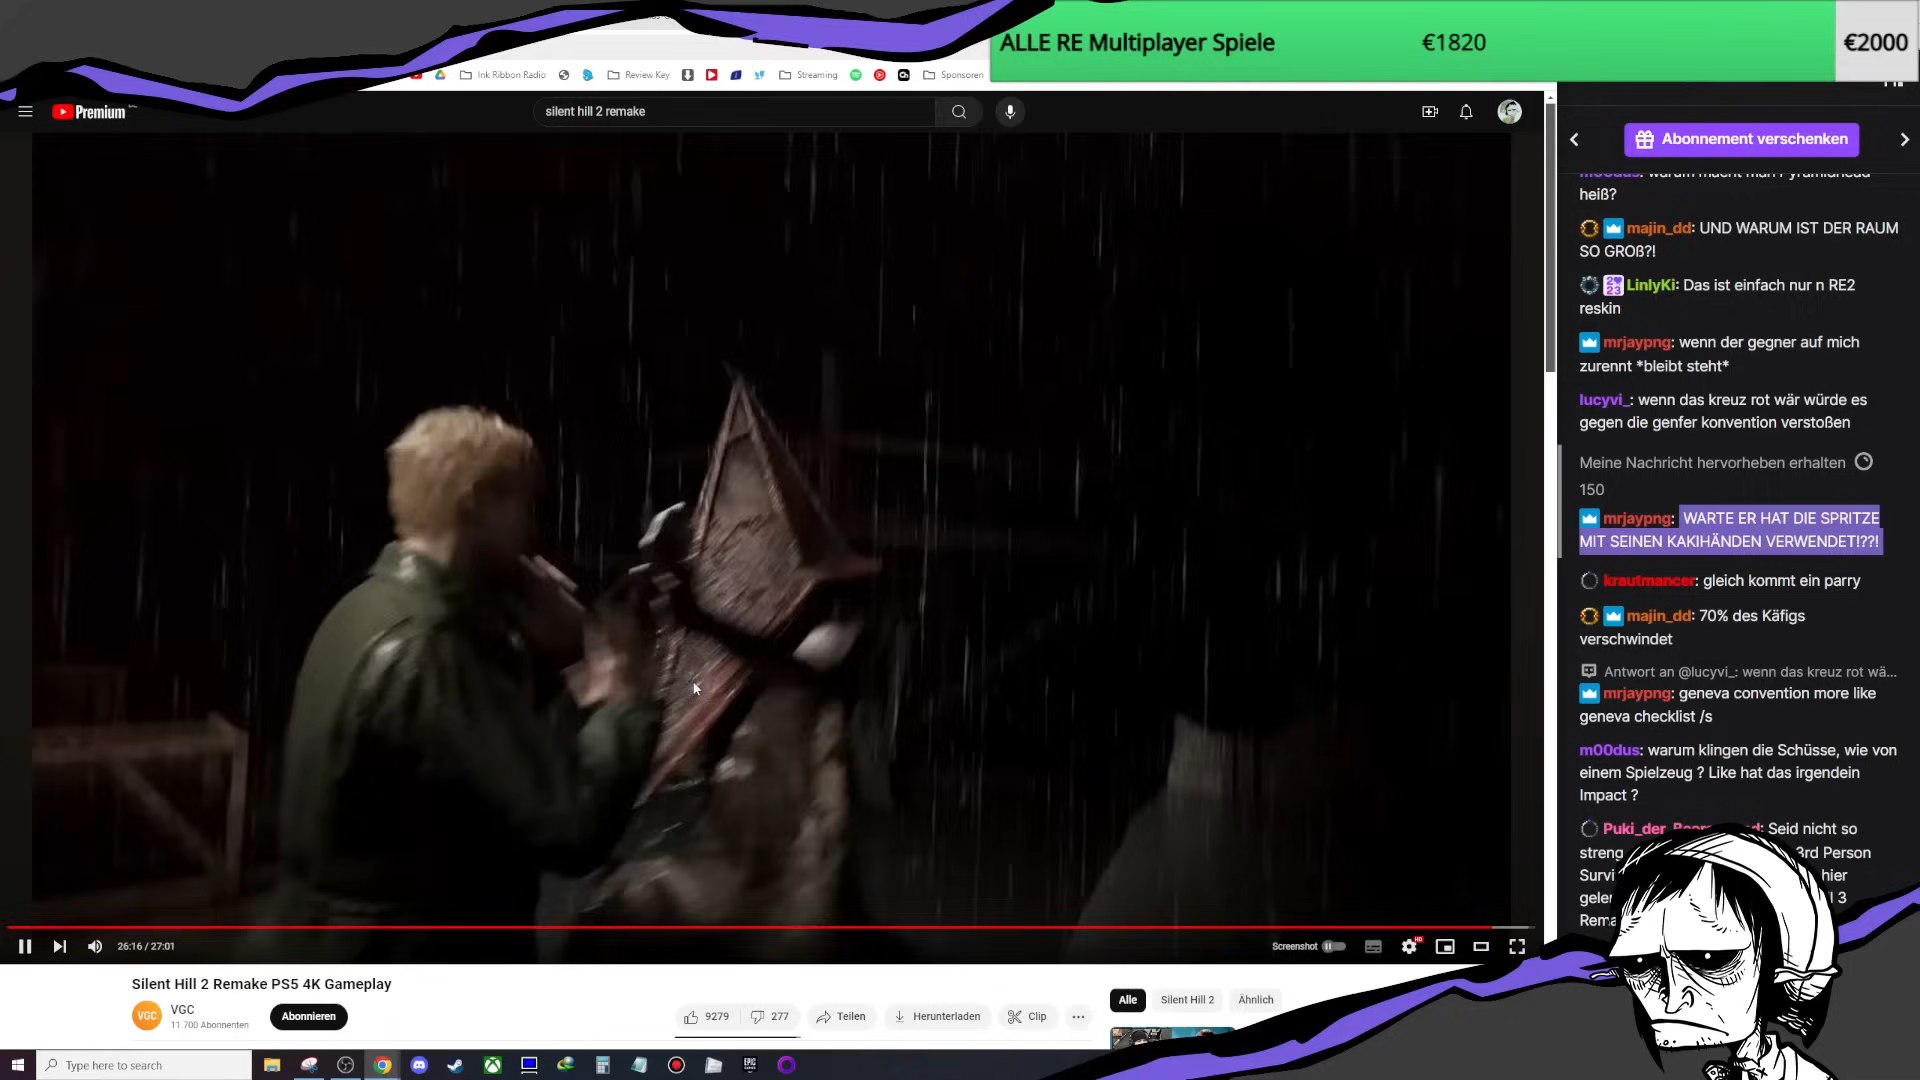 ALLE RE Multiplayer Spiele €1820 €2000
Ink Ribbon Radio Review Key Streaming Sponsoren
Premium silent hill 2 remake
Abonnement verschenken
heiß?
majin_dd: UND WARUM IST DER RAUM
SO GROẞ?!
LinlyKi: Das ist einfach nur n RE2
reskin
mrjaypng: wenn der gegner auf mich
zurennt *bleibt steht*
lucyvi_: wenn das kreuz rot wär würde es
gegen die genfer konvention verstoßen
Meine Nachricht hervorheben erhalten
150
mrjaypng: WARTE ER HAT DIE SPRITZE
MIT SEINEN KAKIHÄNDEN VERWENDET!??!
krautmancer: gleich kommt ein parry
majin_dd: 70% des Käfigs
verschwindet
Antwort an @lucyvi_: wenn das kreuz rot wä...
mrjaypng: geneva convention more like
geneva checklist /s
m00dus: warum klingen die Schüsse, wie von
einem Spielzeug ? Like hat das irgendein
Impact ?
Seid nicht so
streng 3rd Person
hier
3
26:16 / 27:01 Screenshot HD
Silent Hill 2 Remake PS5 4K Gameplay
VGC VGC 11.700 Abonnenten Abonnieren 9279 277 Teilen Herunterladen Clip
Alle Silent Hill 2 Ähnlich
Type here to search EPIC GAMES